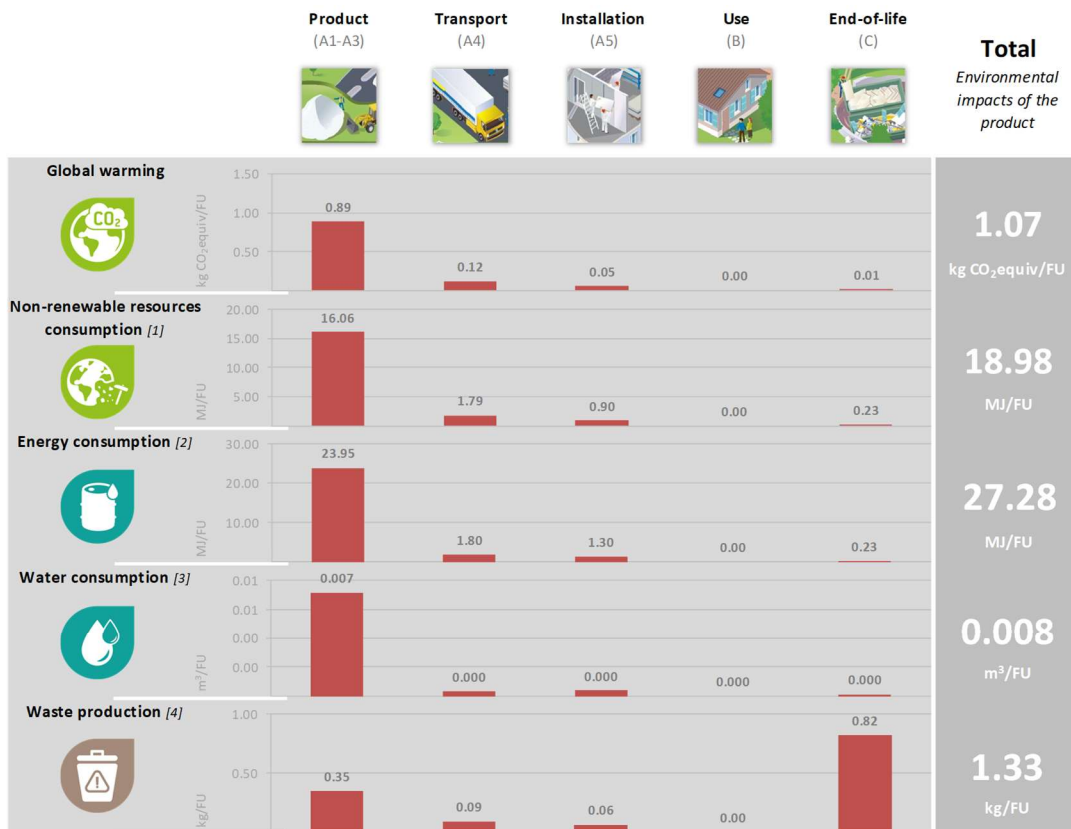 Product
(A1-A3)
Transport
(A4)
Installation
(A5)
Use
(B)
End-of-life
(C)
Total
Environmental
impacts of the
product
Global warming
CO₂
kg CO₂equiv/FU
1.50
1.00
0.50
0.89
0.12
0.05
0.00
0.01
1.07
kg CO₂equiv/FU
Non-renewable resources
consumption [1]
MJ/FU
20.00
15.00
10.00
5.00
16.06
1.79
0.90
0.00
0.23
18.98
MJ/FU
Energy consumption [2]
MJ/FU
30.00
20.00
10.00
23.95
1.80
1.30
0.00
0.23
27.28
MJ/FU
Water consumption [3]
m³/FU
0.01
0.01
0.00
0.00
0.007
0.000
0.000
0.000
0.000
0.008
m³/FU
Waste production [4]
kg/FU
1.00
0.50
0.35
0.09
0.06
0.00
0.82
1.33
kg/FU